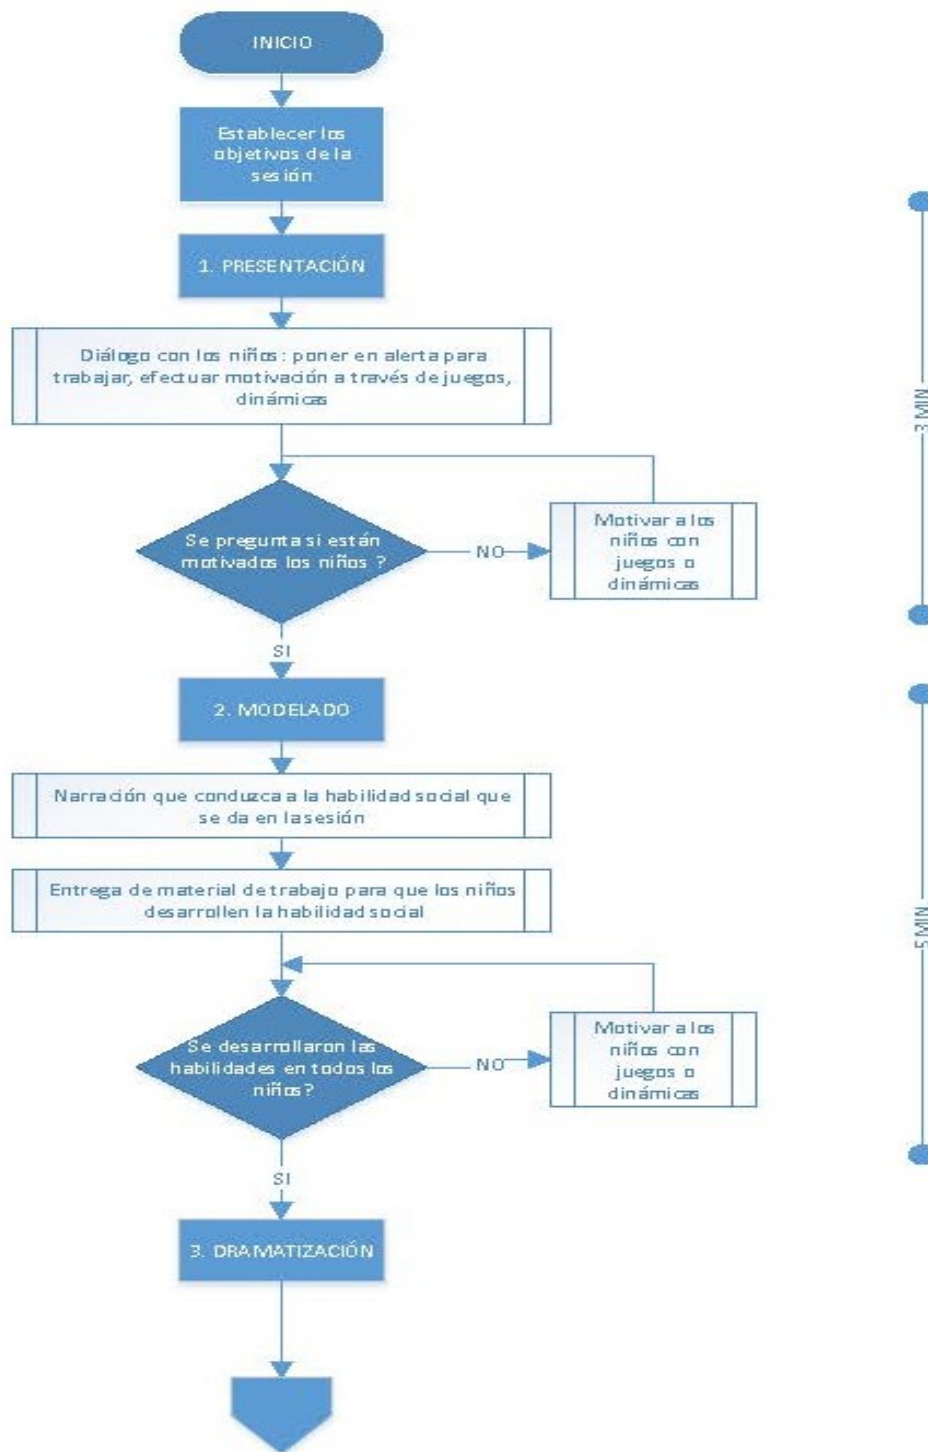 INICIO
Establecer los
objetivos de la
sesión
1. PRESENTACIÓN
Diálogo con los niños: poner en alerta para
trabajar, efectuar motivación a través de juegos,
dinámicas
Se pregunta si están
motivados los niños ?
NO
Motivar a los
niños con
juegos o
dinámicas
SI
3 MIN
2. MODELADO
Narración que conduzca a la habilidad social que
se da en la sesión
Entrega de material de trabajo para que los niños
desarrollen la habilidad social
Se desarrollaron las
habilidades en todos los
niños?
NO
Motivar a los
niños con
juegos o
dinámicas
SI
5 MIN
3. DRAMATIZACIÓN